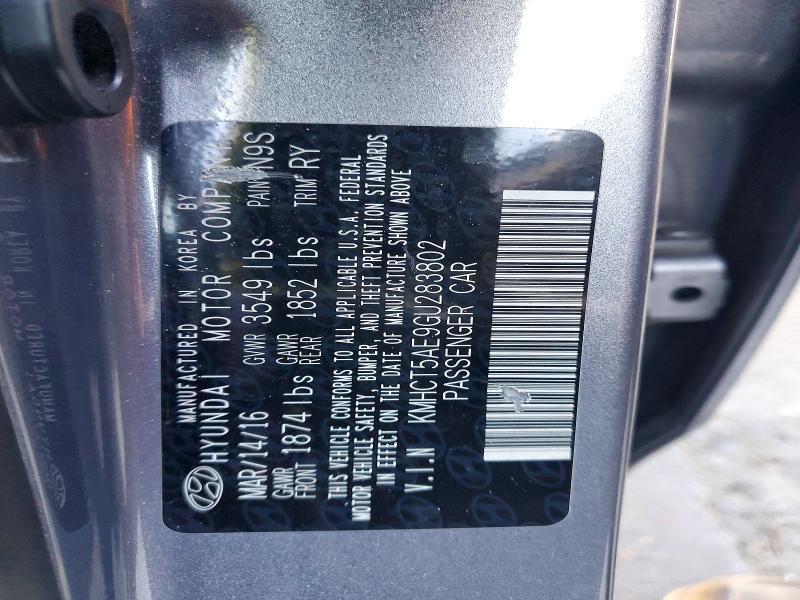 MANUFACTURED IN KOREA BY
HYUNDAI MOTOR COMP
MAR/14/16 GVWR 3549 lbs PAIN N9S
GAWR FRONT 1874 lbs GAWR REAR 1852 lbs TRIM RY
THIS VEHICLE CONFORMS TO ALL APPLICABLE U.S.A. FEDERAL
MOTOR VEHICLE SAFETY, BUMPER, AND THEFT PREVENTION STANDARDS
IN EFFECT ON THE DATE OF MANUFACTURE SHOWN ABOVE
V.I.N KMHCT5AE9GU283802
PASSENGER CAR